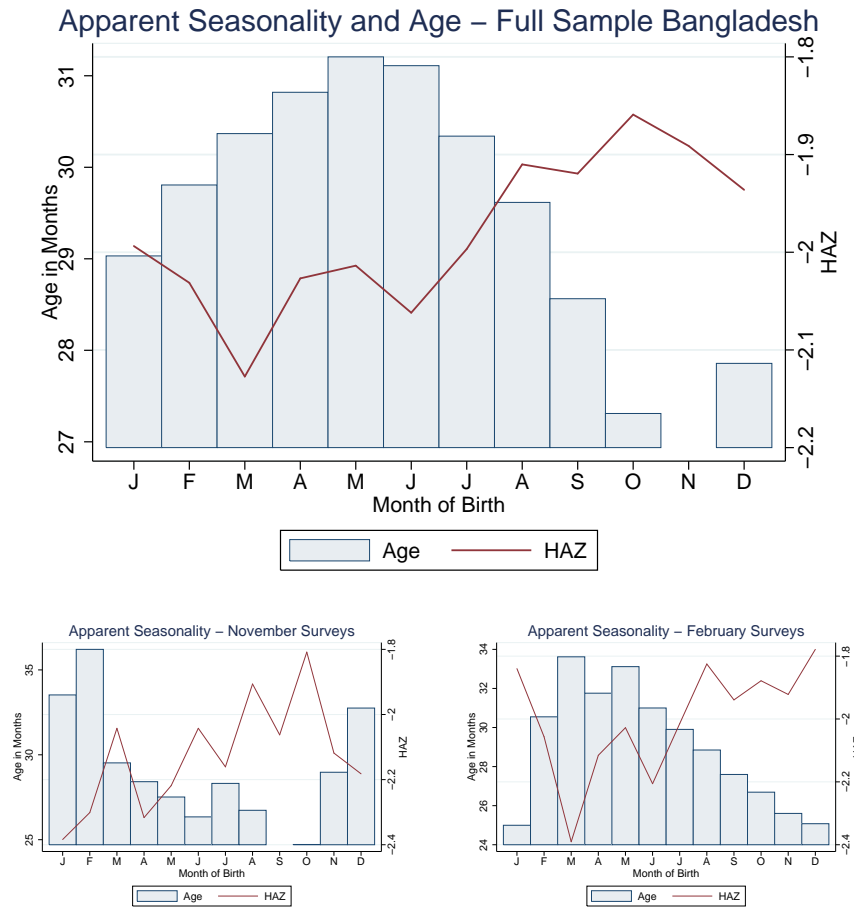 Apparent Seasonality and Age – Full Sample Bangladesh
Age in Months
27 28 29 30 31
HAZ
−2.2 −2.1 −2 −1.9 −1.8
J F M A M J J A S O N D
Month of Birth
Age HAZ
Apparent Seasonality – November Surveys
Age in Months
25 30 35
HAZ
−2.4 −2.2 −2 −1.8
J F M A M J J A S O N D
Month of Birth
Age HAZ
Apparent Seasonality – February Surveys
Age in Months
24 26 28 30 32 34
−2.4 −2.2 −2 −1.8
J F M A M J J A S O N D
Month of Birth
Age HAZ